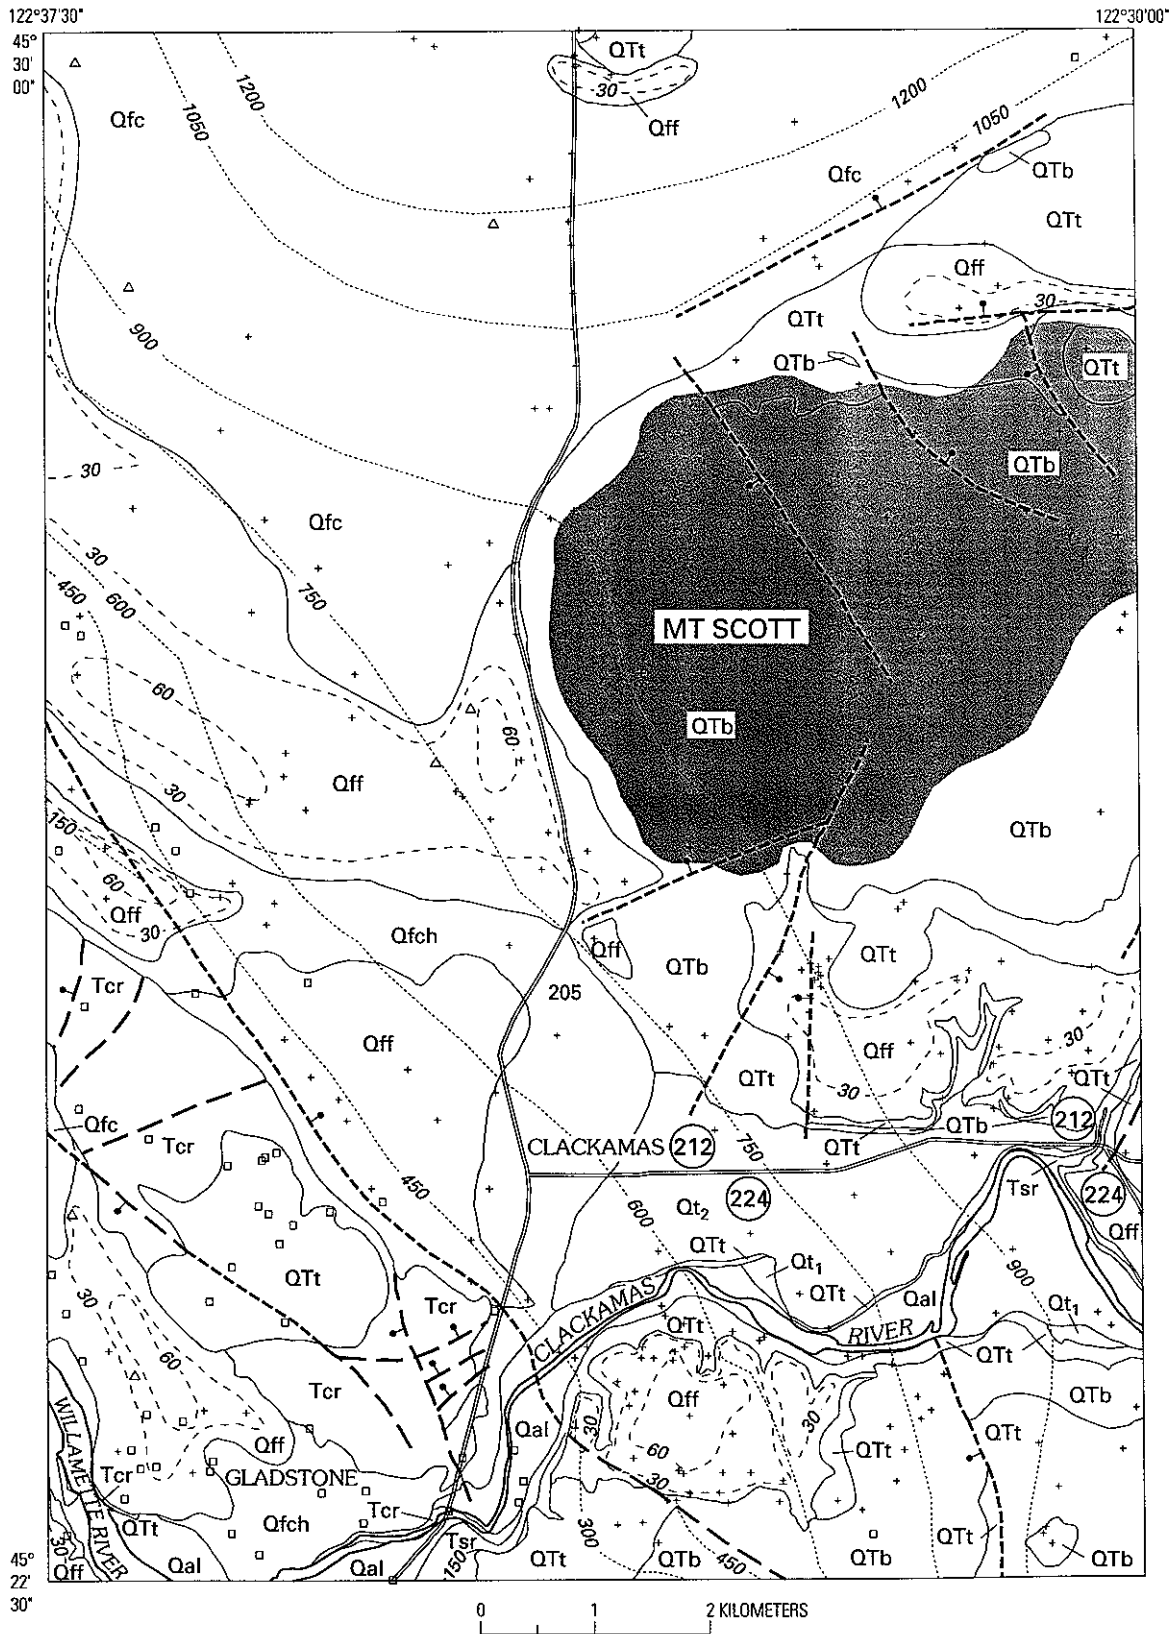 122°37'30"
122°30'00"
45°
30'
00"
QTt
30
Qff
1200
1050
1200
1050
Qfc
Qfc
QTb
QTt
Qff
30
QTt
QTb
QTt
900
QTb
30
Qfc
30
450
600
750
MT SCOTT
60
60
QTb
Qff
30
150
QTb
60
Qff
30
Qfch
Qff
QTb
QTt
Tcr
205
Qff
Qff
30
30
QTt
QTt
Qfc
Tcr
CLACKAMAS
212
QTt
QTb
212
750
450
Qt2
224
Tsr
224
600
QTt
Qt1
900
Qff
QTt
QTt
Qal
Qt1
30
Tcr
CLACKAMAS
RIVER
QTt
QTt
60
Tcr
Qff
QTb
WILLAMETTE RIVER
Qff
Qal
30
30
QTt
QTt
60
Tcr
GLADSTONE
30
QTt
Qfch
Tcr
Tsr
QTt
QTt
30
Qff
Qal
Qal
150
QTt
300
QTb
450
QTb
QTb
45°
22'
30"
0 1 2 KILOMETERS